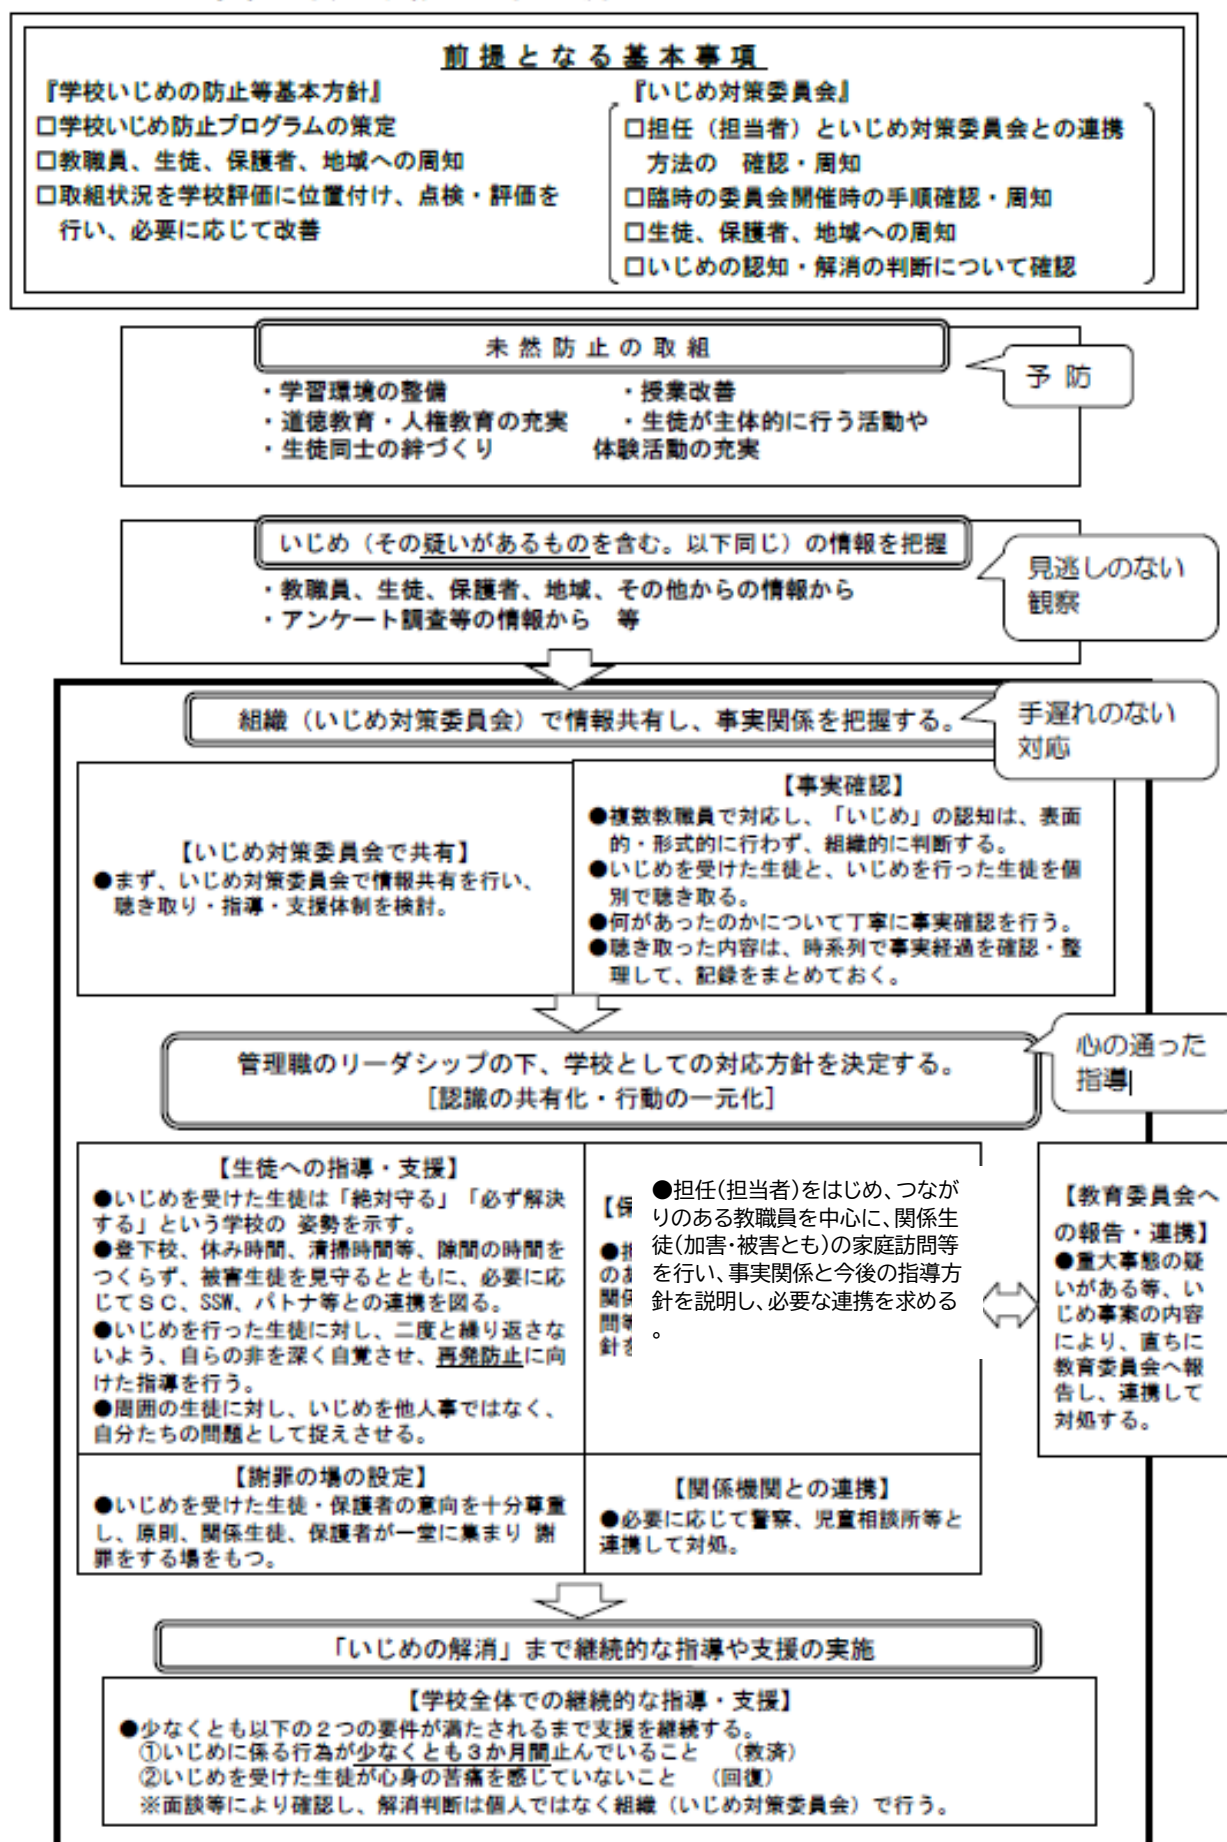 前提となる基本事項
『学校いじめの防止等基本方針』
□学校いじめ防止プログラムの策定
□教職員、生徒、保護者、地域への周知
□取組状況を学校評価に位置付け、点検・評価を
行い、必要に応じて改善
『いじめ対策委員会』
□担任（担当者）といじめ対策委員会との連携
方法の　確認・周知
□臨時の委員会開催時の手順確認・周知
□生徒、保護者、地域への周知
□いじめの認知・解消の判断について確認
未然防止の取組
予防
・学習環境の整備
・道徳教育・人権教育の充実
・生徒同士の絆づくり
・授業改善
・生徒が主体的に行う活動や
体験活動の充実
いじめ（その疑いがあるものを含む。以下同じ）の情報を把握
見逃しのない
観察
・教職員、生徒、保護者、地域、その他からの情報から
・アンケート調査等の情報から　等
組織（いじめ対策委員会）で情報共有し、事実関係を把握する。
手遅れのない
対応
【いじめ対策委員会で共有】
●まず、いじめ対策委員会で情報共有を行い、
聴き取り・指導・支援体制を検討。
【事実確認】
●複数教職員で対応し、「いじめ」の認知は、表面
的・形式的に行わず、組織的に判断する。
●いじめを受けた生徒と、いじめを行った生徒を個
別で聴き取る。
●何があったのかについて丁寧に事実確認を行う。
●聴き取った内容は、時系列で事実経過を確認・整
理して、記録をまとめておく。
管理職のリーダシップの下、学校としての対応方針を決定する。
［認識の共有化・行動の一元化］
心の通った
指導
【生徒への指導・支援】
●いじめを受けた生徒は「絶対守る」「必ず解決
する」という学校の 姿勢を示す。
●登下校、休み時間、清掃時間等、隙間の時間を
つくらず、被害生徒を見守るとともに、必要に応
じてＳＣ、SSW、パトナ等との連携を図る。
●いじめを行った生徒に対し、二度と繰り返さな
いよう、自らの非を深く自覚させ、再発防止に向
けた指導を行う。
●周囲の生徒に対し、いじめを他人事ではなく、
自分たちの問題として捉えさせる。
【保
●担
のあ
関係
問等
針を
●担任(担当者)をはじめ、つなが
りのある教職員を中心に、関係生
徒(加害・被害とも)の家庭訪問等
を行い、事実関係と今後の指導方
針を説明し、必要な連携を求める
。
【教育委員会へ
の報告・連携】
●重大事態の疑
いがある等、い
じめ事案の内容
により、直ちに
教育委員会へ報
告し、連携して
対処する。
【謝罪の場の設定】
●いじめを受けた生徒・保護者の意向を十分尊重
し、原則、関係生徒、保護者が一堂に集まり 謝
罪をする場をもつ。
【関係機関との連携】
●必要に応じて警察、児童相談所等と
連携して対処。
「いじめの解消」まで継続的な指導や支援の実施
【学校全体での継続的な指導・支援】
●少なくとも以下の２つの要件が満たされるまで支援を継続する。
①いじめに係る行為が少なくとも３か月間止んでいること　（救済）
②いじめを受けた生徒が心身の苦痛を感じていないこと　（回復）
※面談等により確認し、解消判断は個人ではなく組織（いじめ対策委員会）で行う。